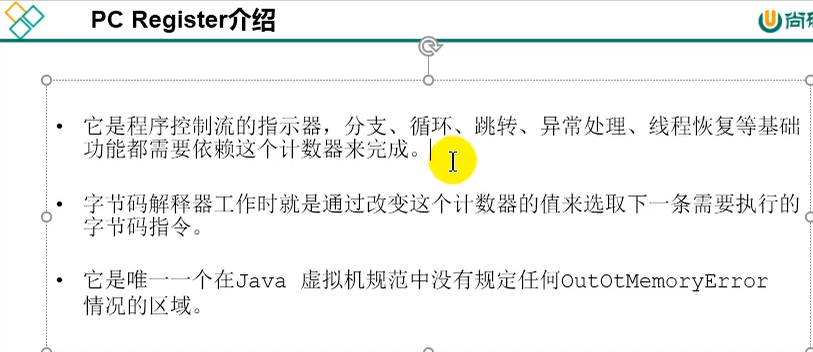 PC Register介绍
尚
• 它是程序控制流的指示器，分支、循环、跳转、异常处理、线程恢复等基础
功能都需要依赖这个计数器来完成。
• 字节码解释器工作时就是通过改变这个计数器的值来选取下一条需要执行的
字节码指令。
• 它是唯一一个在Java 虚拟机规范中没有规定任何OutOtMemoryError
情况的区域。